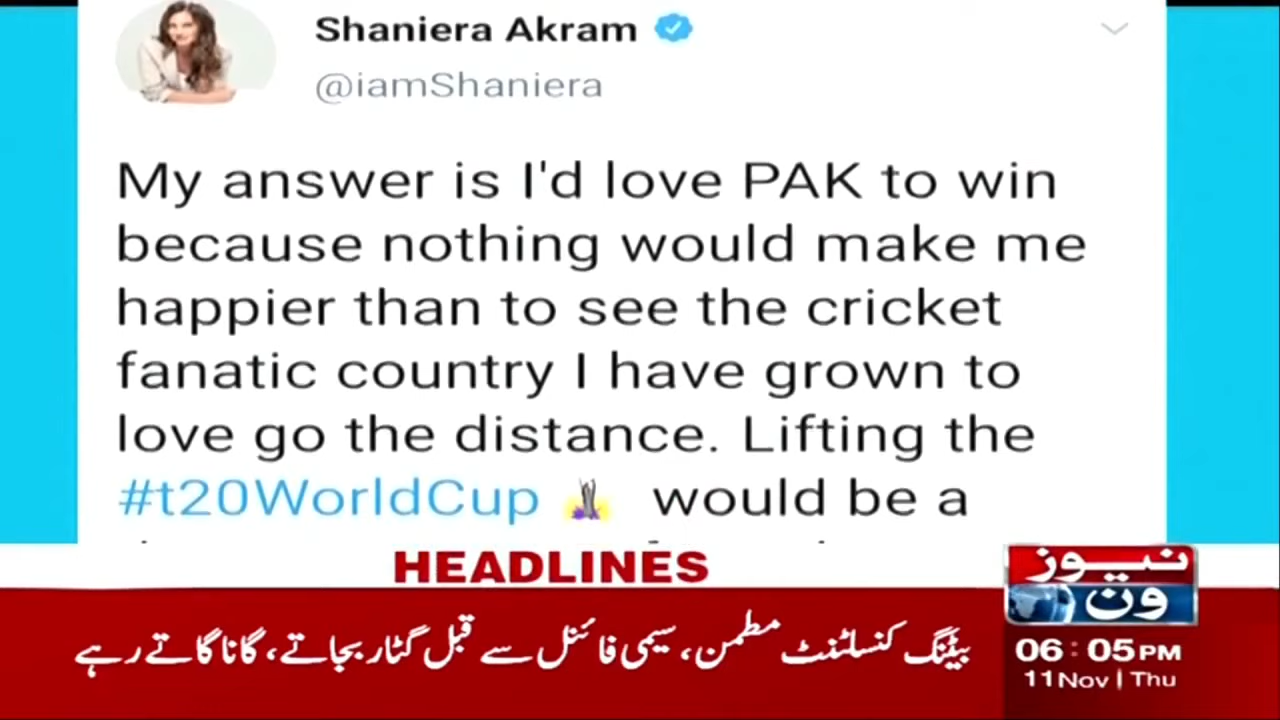 Shaniera Akram
@iamShaniera
My answer is I'd love PAK to win
because nothing would make me
happier than to see the cricket
fanatic country I have grown to
love go the distance. Lifting the
#t20WorldCup would be a
HEADLINES
نیوز
ون
بیٹنگ کنسلٹنٹ مطمئن، سیمی فائنل سے قبل گٹار بجاتے، گانا گاتے رہے
06:05PM
11Nov | Thu